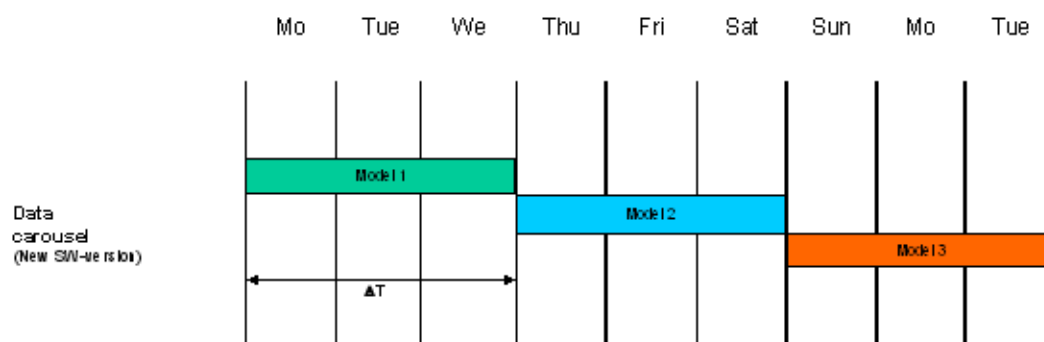 Mo Tue We Thu Fri Sat Sun Mo Tue
Model 1
Model 2
Data
carousel
(New SW-version)
Model 3
ΔT